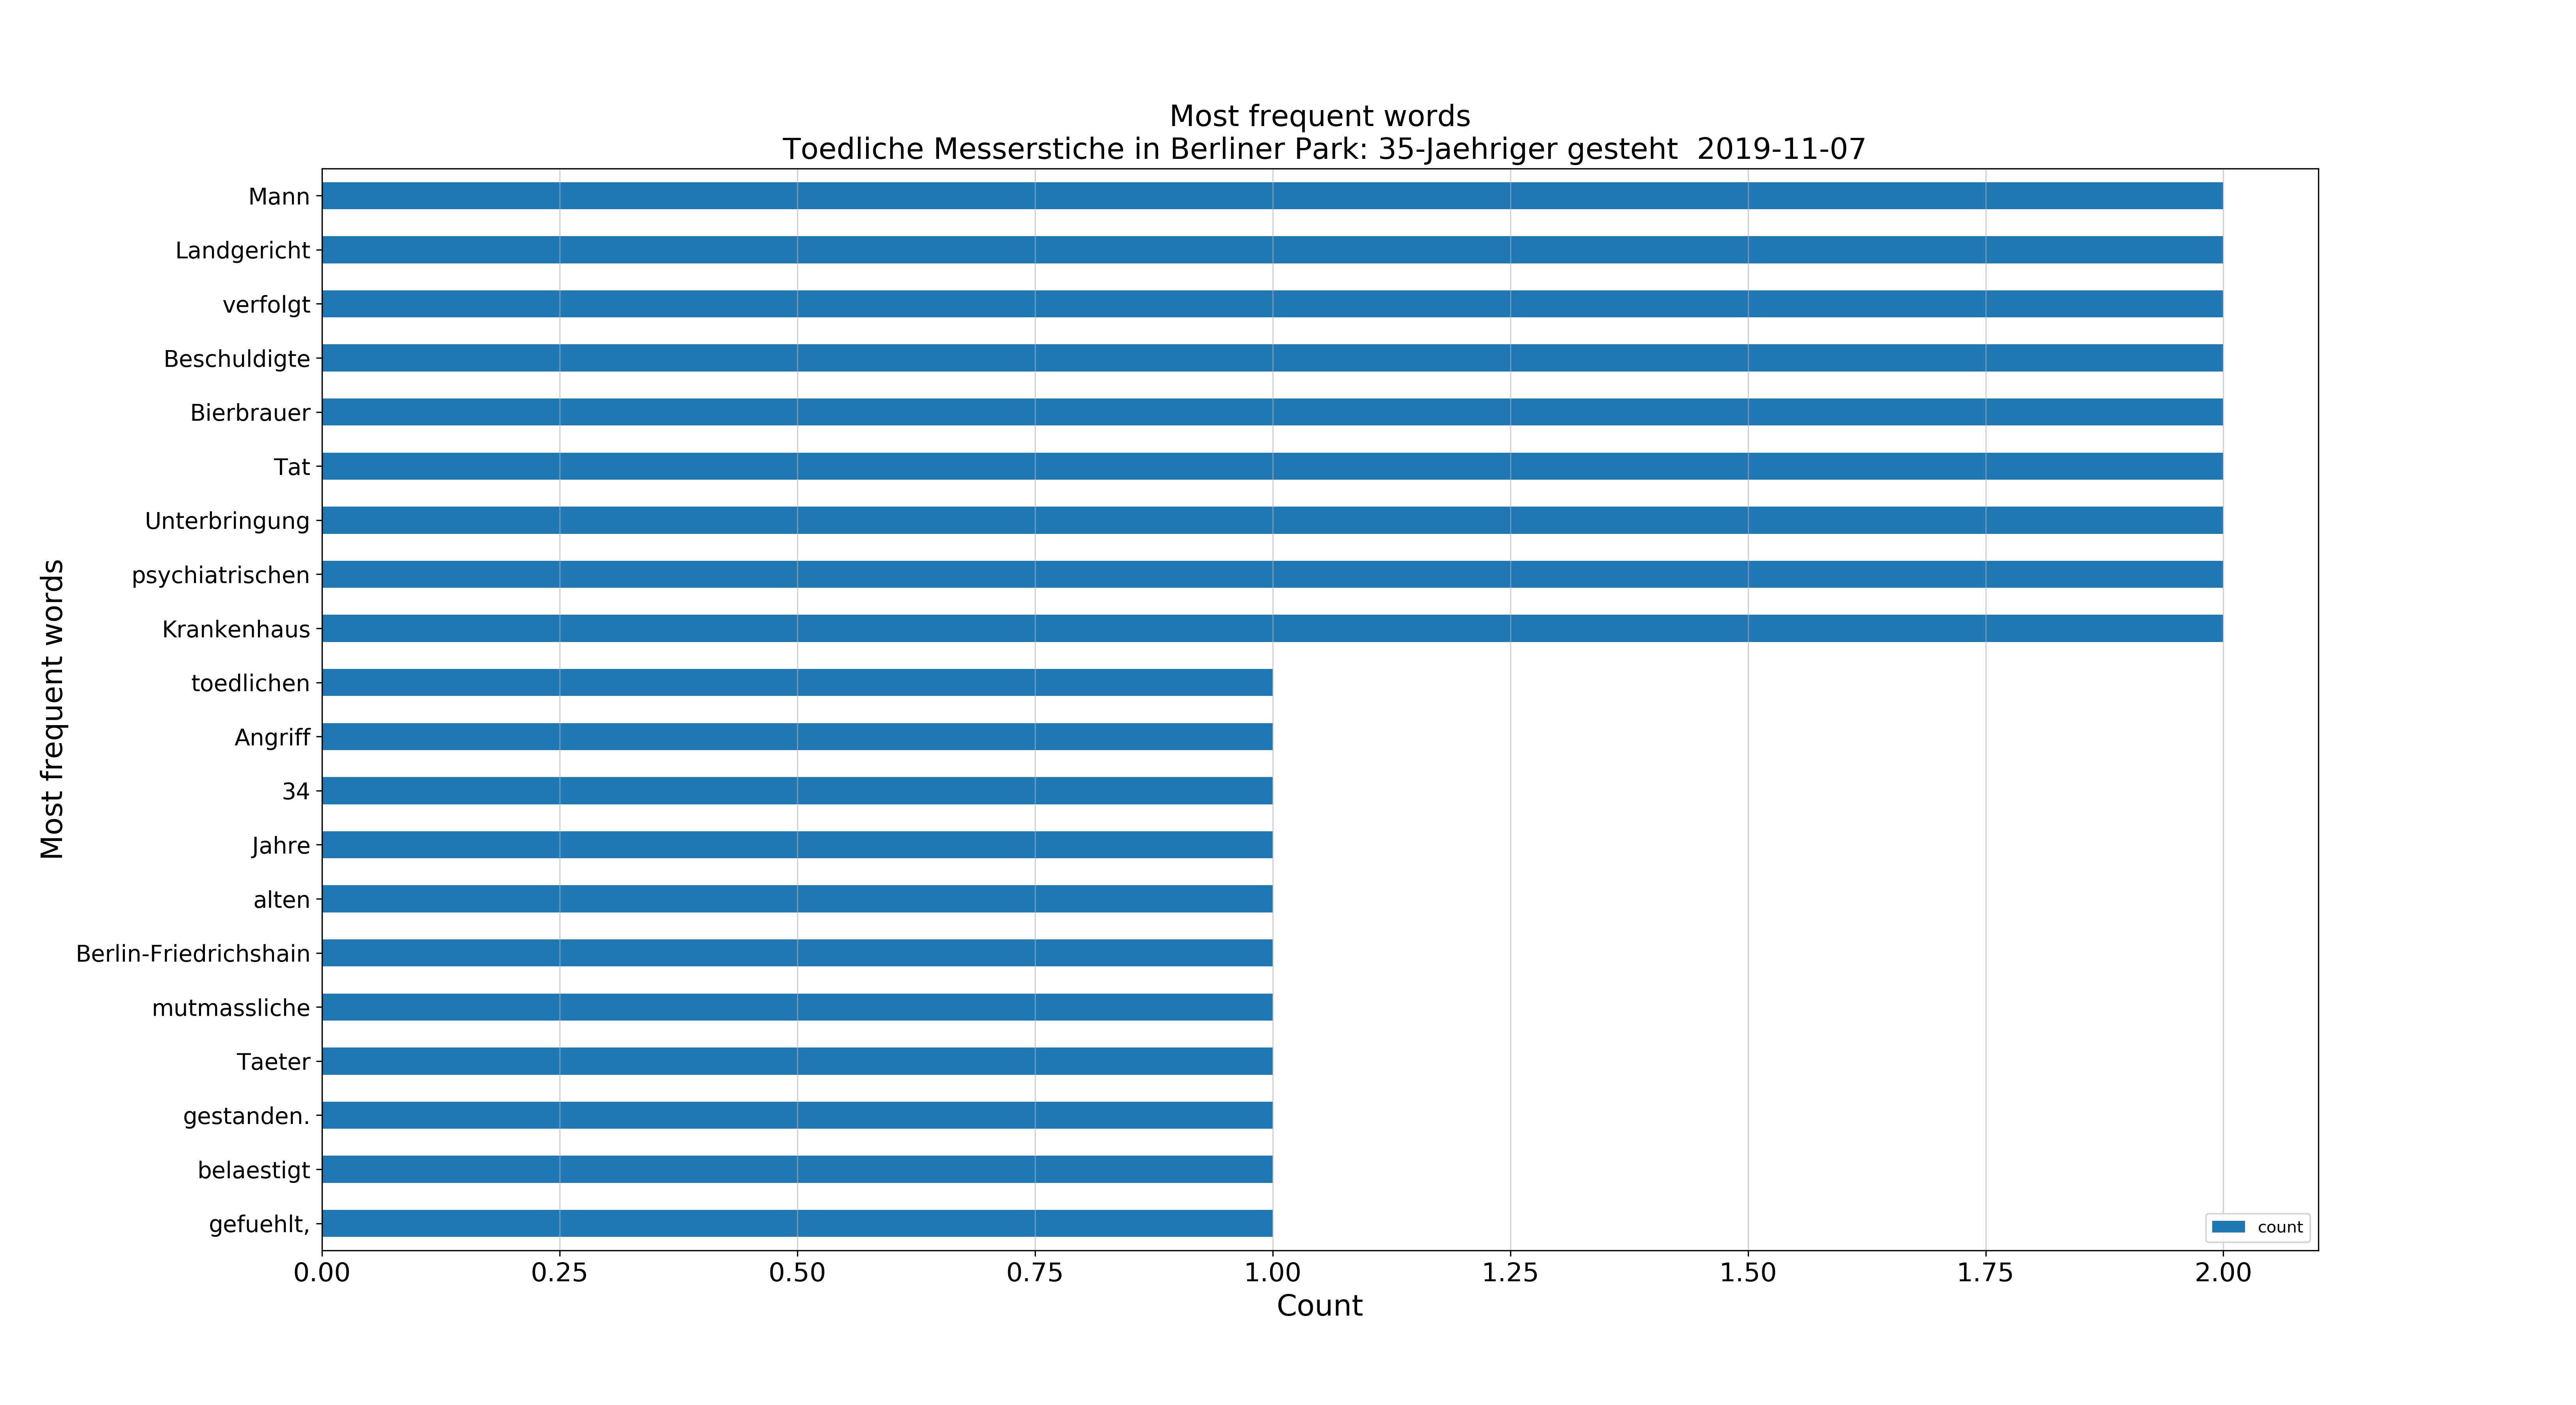 Most frequent words
Toedliche Messerstiche in Berliner Park: 35-Jaehriger gesteht  2019-11-07
Most frequent words
Mann
Landgericht
verfolgt
Beschuldigte
Bierbrauer
Tat
Unterbringung
psychiatrischen
Krankenhaus
toedlichen
Angriff
34
Jahre
alten
Berlin-Friedrichshain
mutmassliche
Taeter
gestanden.
belaestigt
gefuehlt,
count
0.00 0.25 0.50 0.75 1.00 1.25 1.50 1.75 2.00
Count